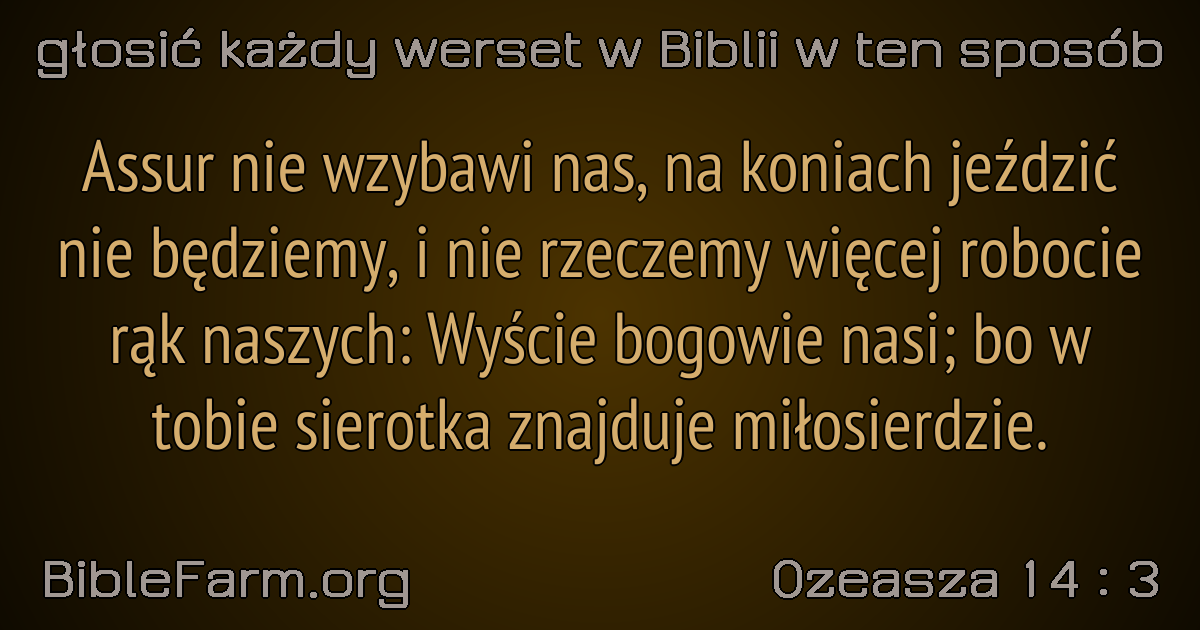 głosić każdy werset w Biblii w ten sposób
Assur nie wzybawi nas, na koniach jeździć
nie będziemy, i nie rzeczemy więcej robocie
rąk naszych: Wyście bogowie nasi; bo w
tobie sierotka znajduje miłosierdzie.
BibleFarm.org
Ozeasza 14 : 3